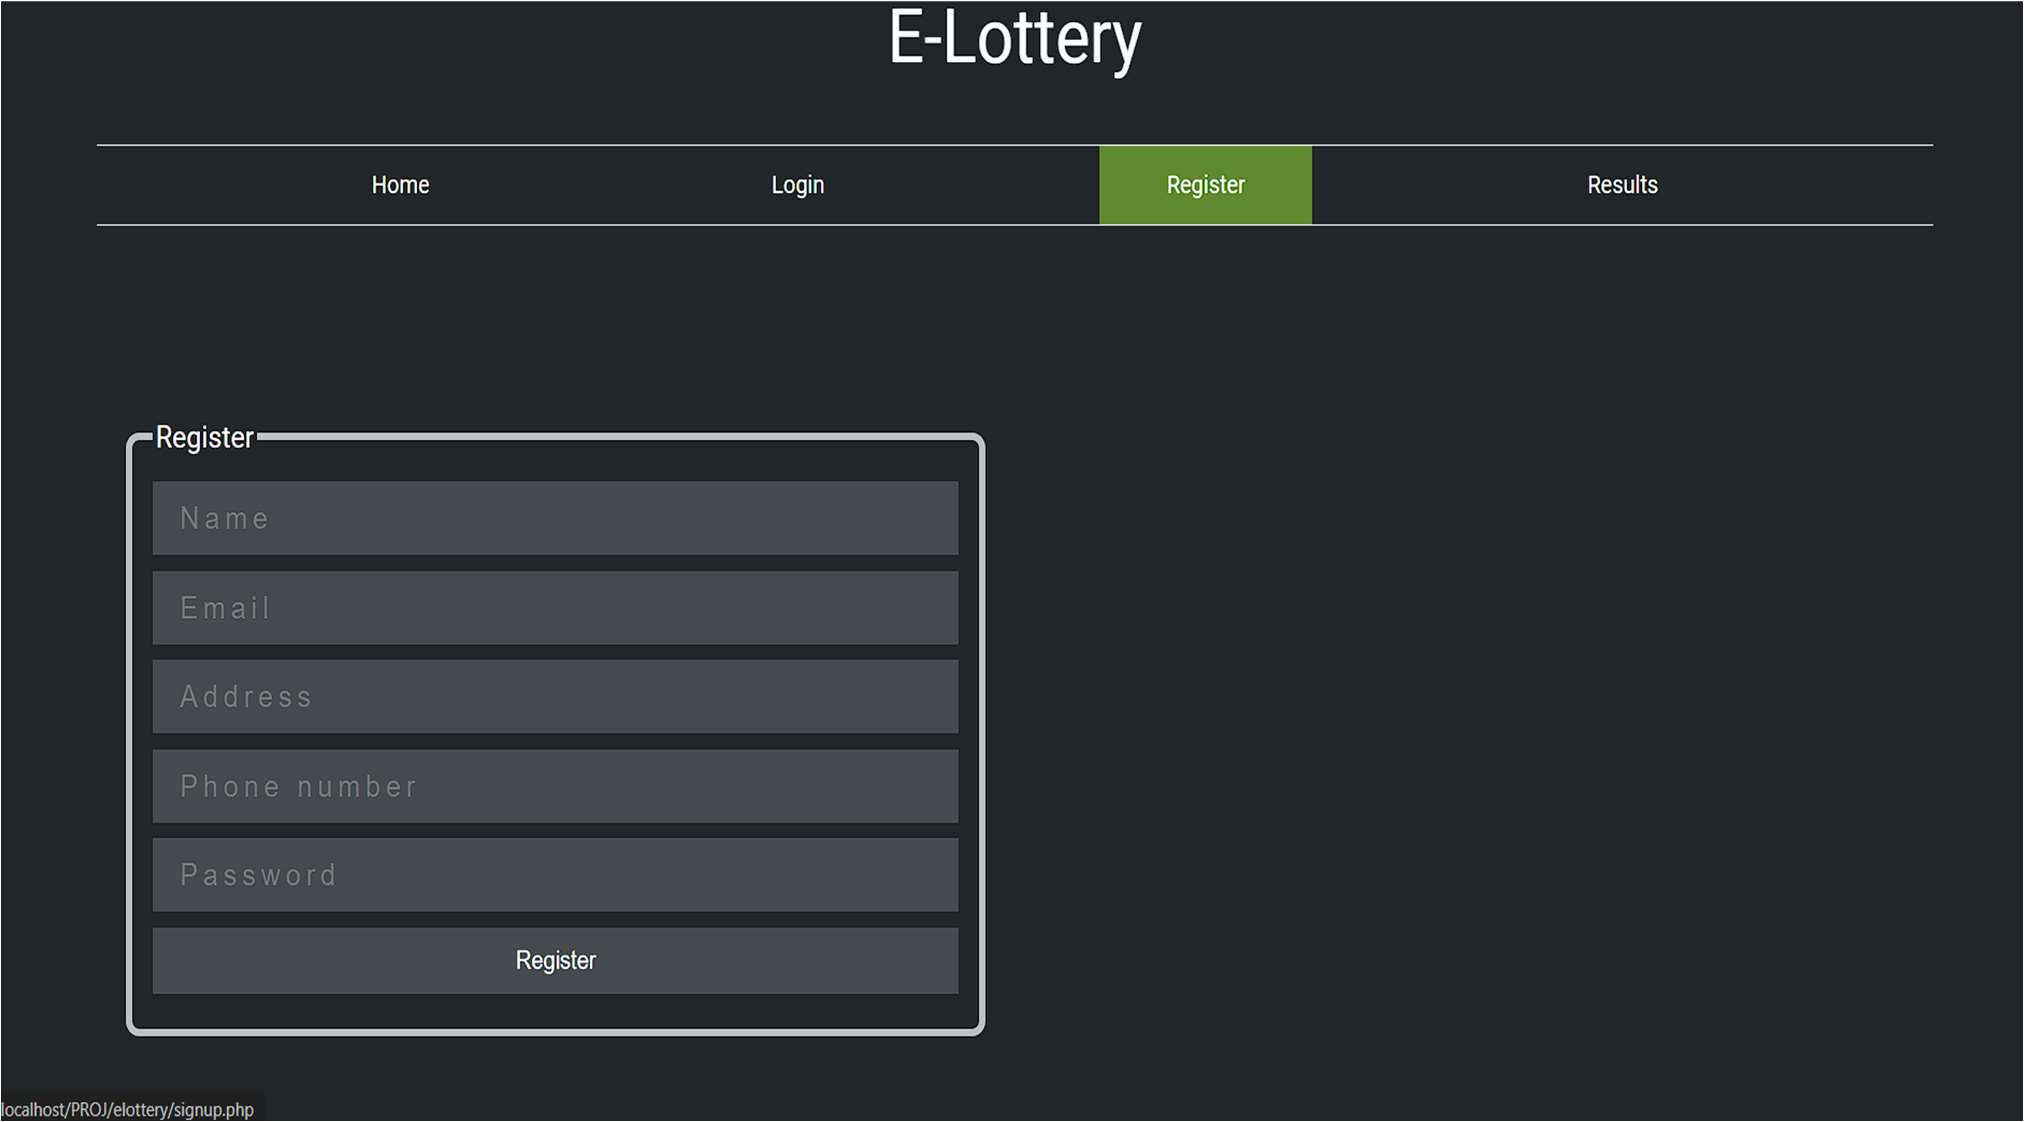 E-Lottery
Home Login Register Results
Register
Name
Email
Address
Phone number
Password
Register
localhost/PROJ/elottery/signup.php